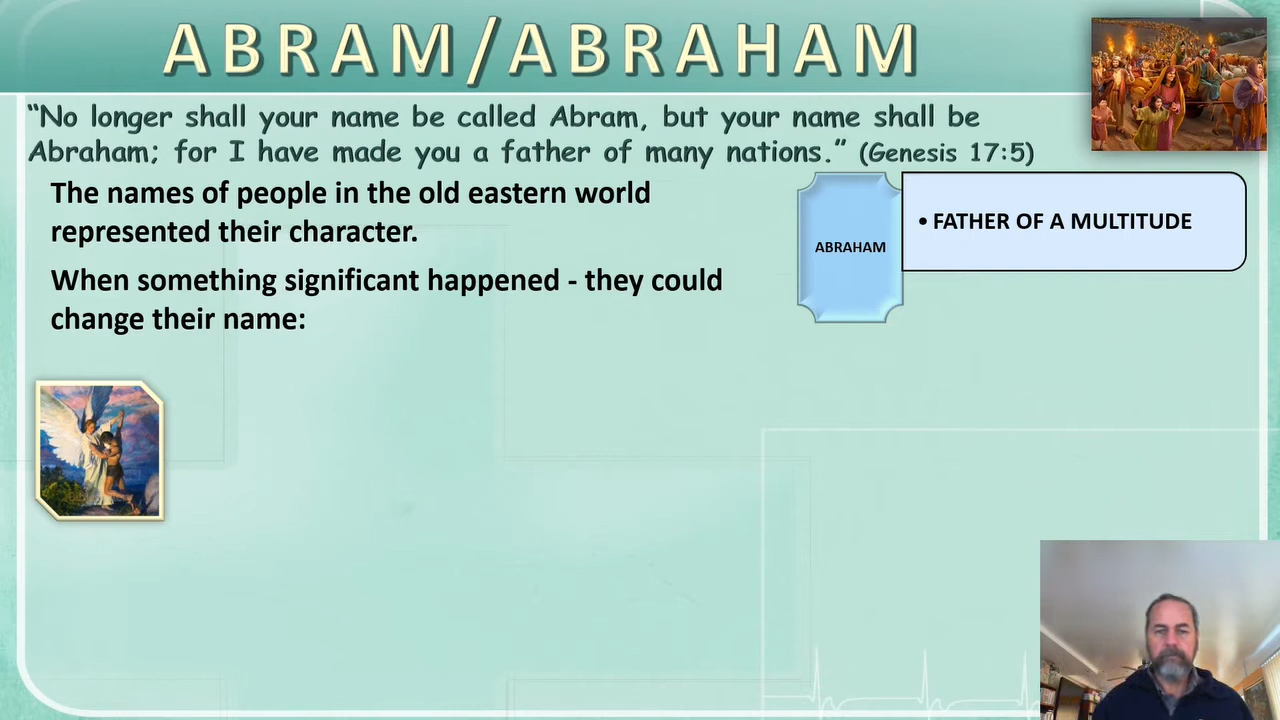 ABRAM/ABRAHAM
“No longer shall your name be called Abram, but your name shall be
Abraham; for I have made you a father of many nations.” (Genesis 17:5)
The names of people in the old eastern world
represented their character.
When something significant happened - they could
change their name:
ABRAHAM
• FATHER OF A MULTITUDE